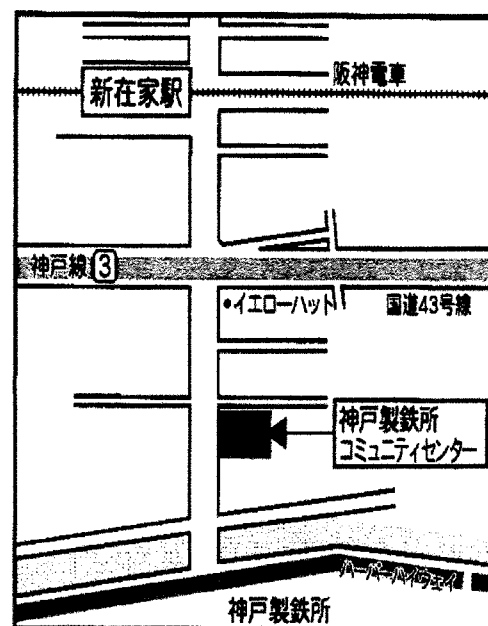 阪神電車
新在家駅
神戸線 3
•イエローハット
国道43号線
神戸製鉄所
コミュニティセンター
ハーバーハイウェイ
神戸製鉄所